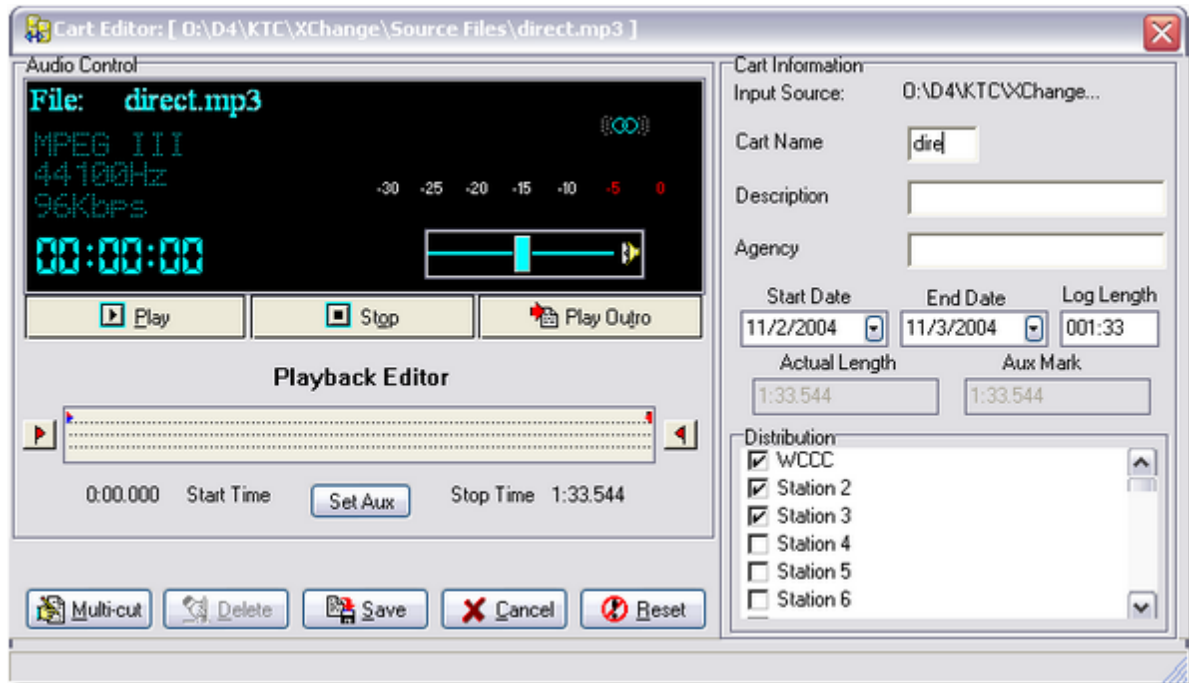 Cart Editor: [ O:\D4\KTC\XChange\Source Files\direct.mp3 ]
Audio Control
File: direct.mp3
MPEG III
44100Hz
96Kbps
-30 -25 -20 -15 -10 -5 0
00:00:00
Play
Stop
Play Outro
Playback Editor
0:00.000 Start Time
Set Aux
Stop Time 1:33.544
Multi-cut
Delete
Save
Cancel
Reset
Cart Information
Input Source: O:\D4\KTC\XChange...
Cart Name dire
Description
Agency
Start Date End Date Log Length
11/2/2004 11/3/2004 001:33
Actual Length Aux Mark
1:33.544 1:33.544
Distribution
WCCC
Station 2
Station 3
Station 4
Station 5
Station 6